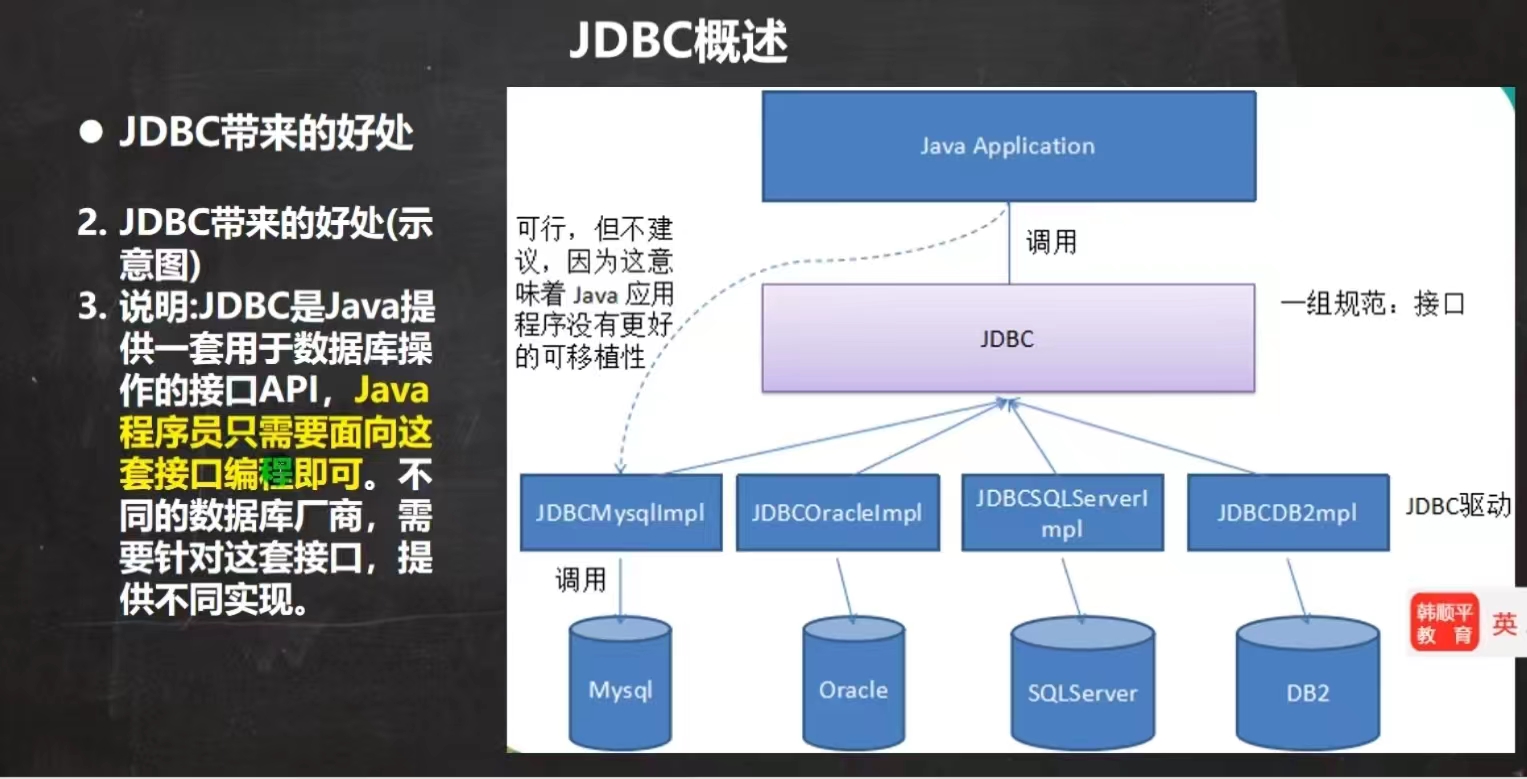 JDBC概述
● JDBC带来的好处
2. JDBC带来的好处(示
意图)
3. 说明:JDBC是Java提
供一套用于数据库操
作的接口API，Java
程序员只需要面向这
套接口编程即可。不
同的数据库厂商，需
要针对这套接口，提
供不同实现。
Java Application
可行，但不建
议，因为这意
味着 Java 应用
程序没有更好
的可移植性
调用
JDBC
一组规范：接口
JDBCMysqlImpl
JDBCOracleImpl
JDBCSQLServerI
mpl
JDBCDB2mpl
JDBC驱动
调用
Mysql
Oracle
SQLServer
DB2
韩顺平
教 育
英